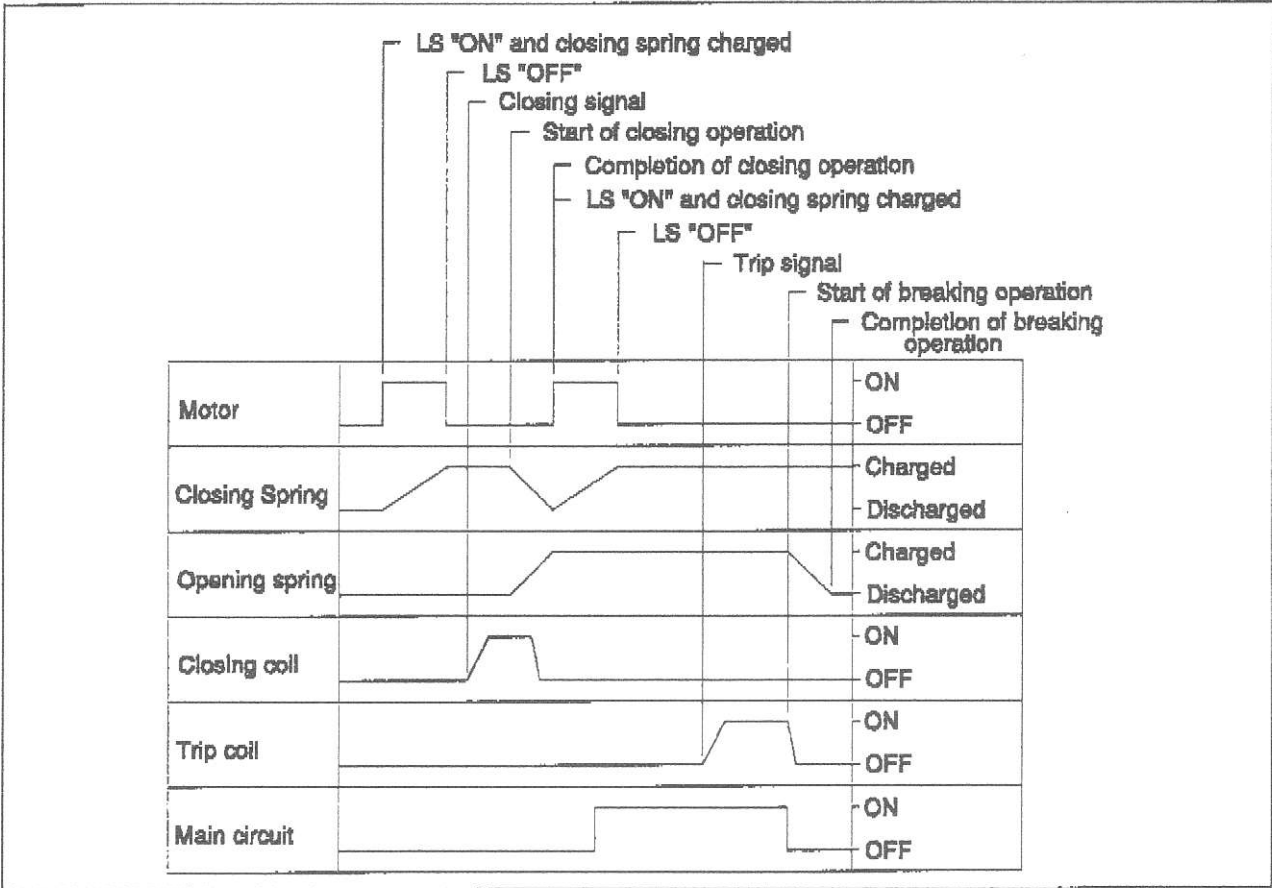 LS "ON" and closing spring charged
LS "OFF"
Closing signal
Start of closing operation
Completion of closing operation
LS "ON" and closing spring charged
LS "OFF"
Trip signal
Start of breaking operation
Completion of breaking
operation
Motor
ON
OFF
Closing Spring
Charged
Discharged
Opening spring
Charged
Discharged
Closing coil
ON
OFF
Trip coil
ON
OFF
Main circuit
ON
OFF